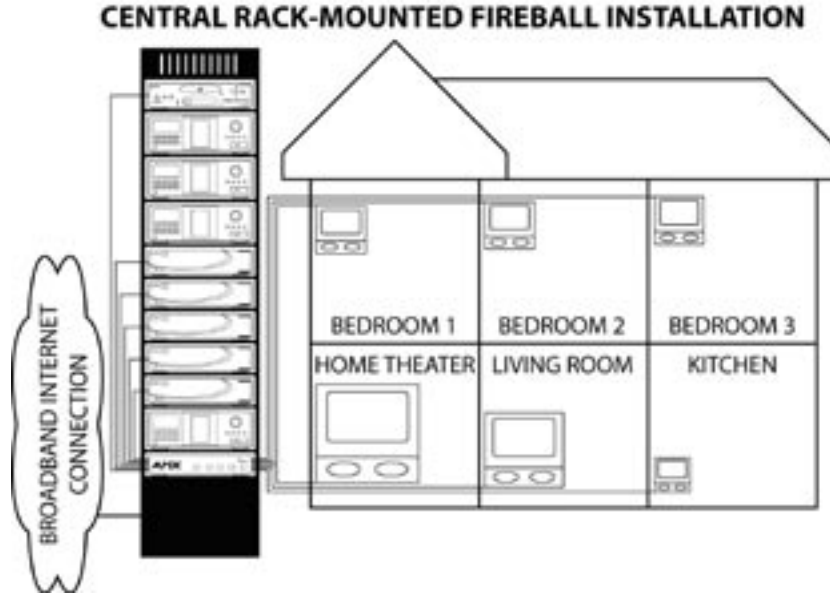 CENTRAL RACK-MOUNTED FIREBALL INSTALLATION
BROADBAND INTERNET
CONNECTION
AMX
BEDROOM 1
BEDROOM 2
BEDROOM 3
HOME THEATER
LIVING ROOM
KITCHEN